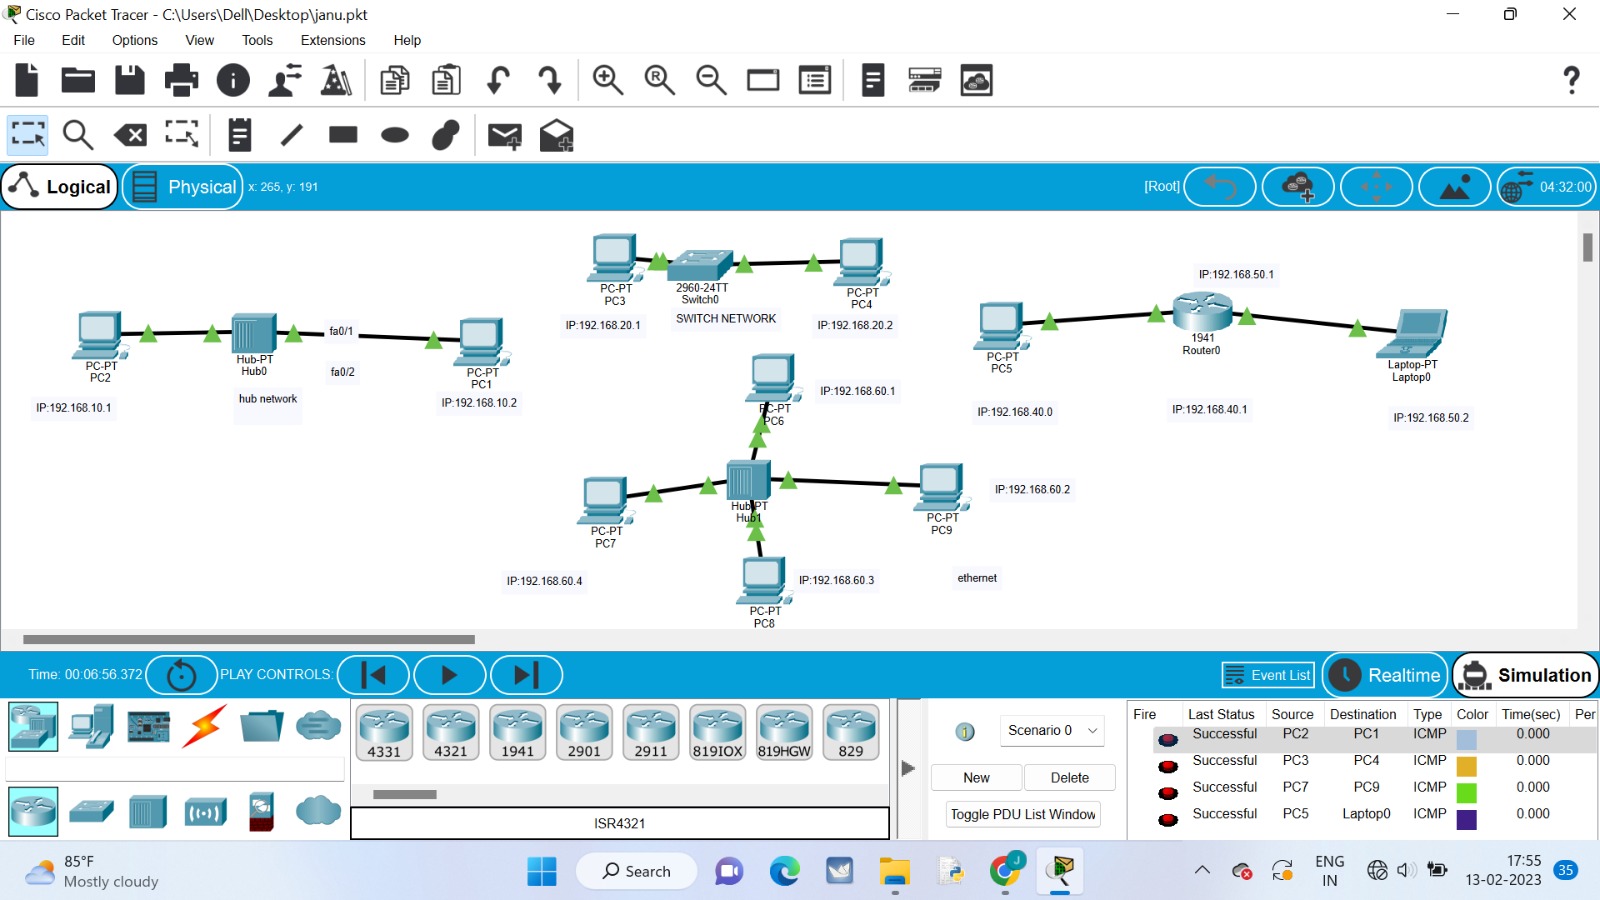 Cisco Packet Tracer - C:\Users\Dell\Desktop\janu.pkt
File Edit Options View Tools Extensions Help
Logical Physical x: 265, y: 191 [Root] 04:32:00
PC-PT
PC2
IP:192.168.10.1
Hub-PT
Hub0
hub network
fa0/1
fa0/2
PC-PT
PC1
IP:192.168.10.2
PC-PT
PC3
IP:192.168.20.1
2960-24TT
Switch0
SWITCH NETWORK
PC-PT
PC4
IP:192.168.20.2
PC-PT
PC5
IP:192.168.40.0
IP:192.168.50.1
1941
Router0
IP:192.168.40.1
Laptop-PT
Laptop0
IP:192.168.50.2
PC-PT
PC6
IP:192.168.60.1
PC-PT
PC7
IP:192.168.60.4
Hub-PT
Hub1
PC-PT
PC9
IP:192.168.60.2
PC-PT
PC8
IP:192.168.60.3
ethernet
Time: 00:06:56.372 PLAY CONTROLS: Event List Realtime Simulation
4331 4321 1941 2901 2911 819IOX 819HGW 829
ISR4321
Scenario 0
New Delete
Toggle PDU List Window
Fire Last Status Source Destination Type Color Time(sec) Per
Successful PC2 PC1 ICMP 0.000
Successful PC3 PC4 ICMP 0.000
Successful PC7 PC9 ICMP 0.000
Successful PC5 Laptop0 ICMP 0.000
85°F
Mostly cloudy
Search
J
ENG
IN
17:55
13-02-2023
35